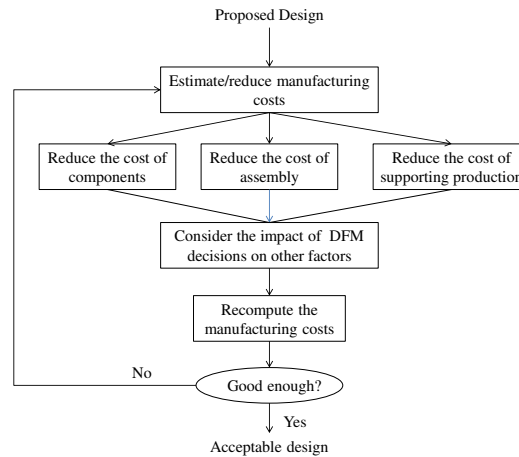 Proposed Design
Estimate/reduce manufacturing
costs
Reduce the cost of
components
Reduce the cost of
assembly
Reduce the cost of
supporting production
Consider the impact of DFM
decisions on other factors
Recompute the
manufacturing costs
No
Good enough?
Yes
Acceptable design